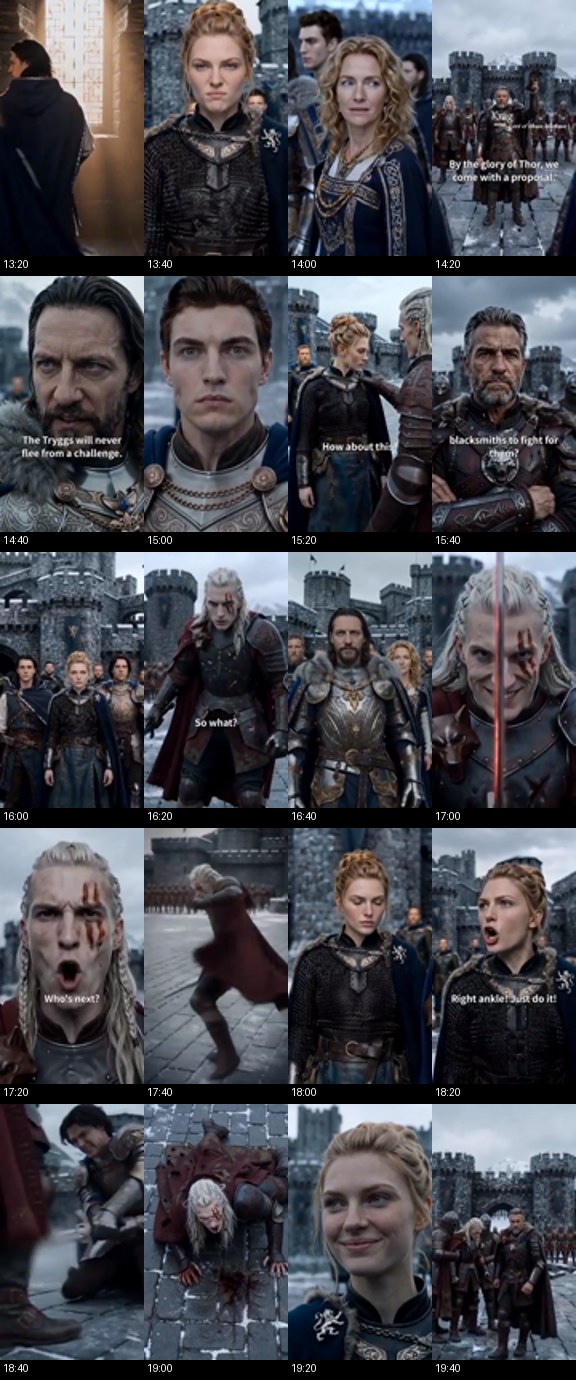 13:20
13:40
14:00
14:20
King
By the glory of Thor, we
come with a proposal.
14:40
15:00
15:20
15:40
The Tryggs will never
flee from a challenge.
How about this
blacksmiths to fight for
them?
16:00
16:20
16:40
17:00
So what?
17:20
17:40
18:00
18:20
Who's next?
Right ankle! Just do it!
18:40
19:00
19:20
19:40